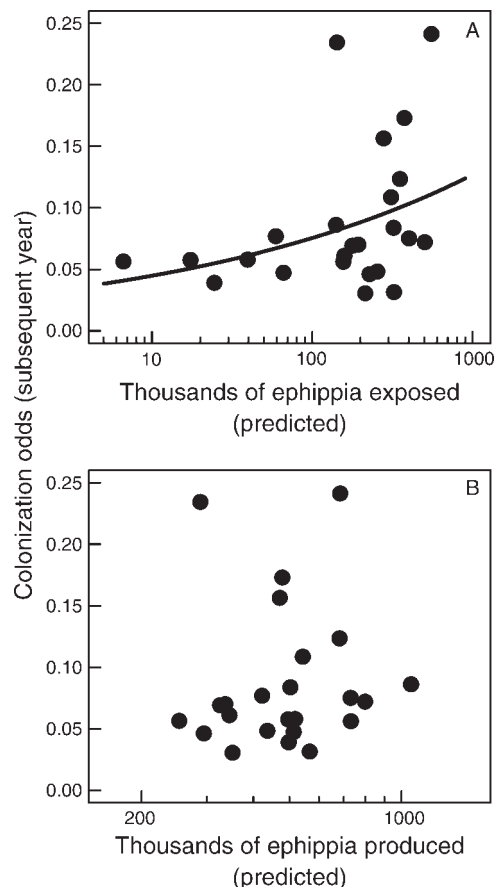 A
0.25
0.20
0.15
0.10
0.05
0.00
10 100 1000
Thousands of ephippia exposed
(predicted)
Colonization odds (subsequent year)
B
0.25
0.20
0.15
0.10
0.05
0.00
200 1000
Thousands of ephippia produced
(predicted)